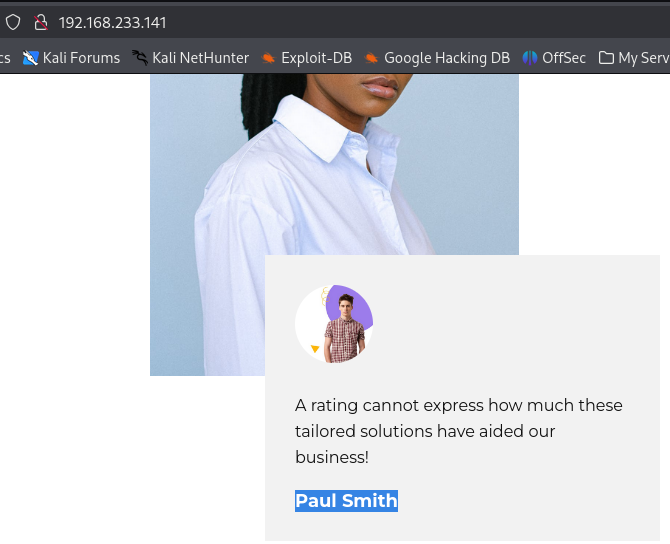 192.168.233.141
cs Kali Forums Kali NetHunter Exploit-DB Google Hacking DB OffSec My Serv
A rating cannot express how much these
tailored solutions have aided our
business!
Paul Smith